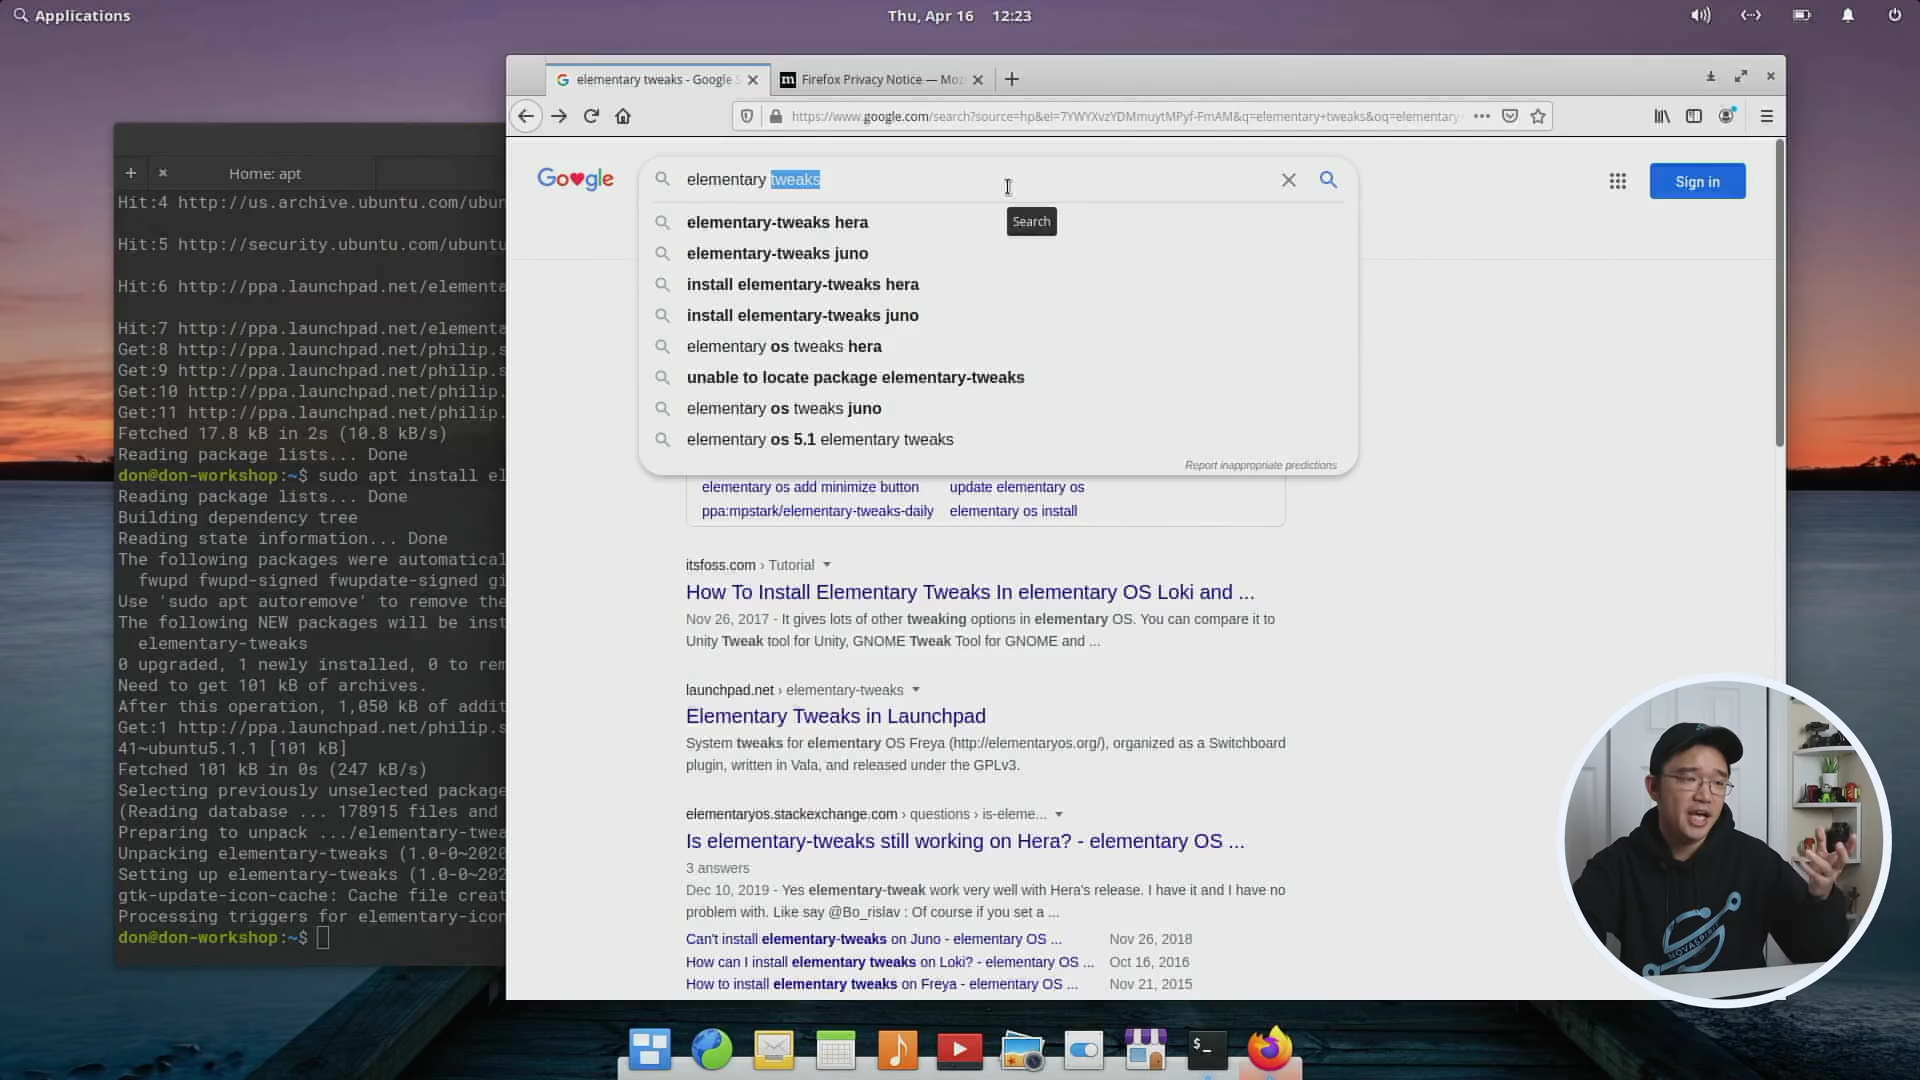 Applications
Thu, Apr 16 12:23
elementary tweaks - Google S
Firefox Privacy Notice — Moz
https://www.google.com/search?source=hp&ei=7YWYXvzYDMmuytMPyf-FmAM&q=elementary+tweaks&oq=elementary
Home: apt
Hit:4 http://us.archive.ubuntu.com/ubun
Hit:5 http://security.ubuntu.com/ubuntu
Hit:6 http://ppa.launchpad.net/elementa
Hit:7 http://ppa.launchpad.net/elementa
Get:8 http://ppa.launchpad.net/philip.s
Get:9 http://ppa.launchpad.net/philip.s
Get:10 http://ppa.launchpad.net/philip.
Get:11 http://ppa.launchpad.net/philip.
Fetched 17.8 kB in 2s (10.8 kB/s)
Reading package lists... Done
don@don-workshop:~$ sudo apt install el
Reading package lists... Done
Building dependency tree
Reading state information... Done
The following packages were automatical
fwupd fwupd-signed fwupdate-signed gi
Use 'sudo apt autoremove' to remove the
The following NEW packages will be inst
elementary-tweaks
0 upgraded, 1 newly installed, 0 to rem
Need to get 101 kB of archives.
After this operation, 1,050 kB of addit
Get:1 http://ppa.launchpad.net/philip.s
41~ubuntu5.1.1 [101 kB]
Fetched 101 kB in 0s (247 kB/s)
Selecting previously unselected package
(Reading database ... 178915 files and
Preparing to unpack .../elementary-twea
Unpacking elementary-tweaks (1.0-0~2020
Setting up elementary-tweaks (1.0-0~202
gtk-update-icon-cache: Cache file creat
Processing triggers for elementary-icon
don@don-workshop:~$
Google
elementary tweaks
Sign in
Search
elementary-tweaks hera
elementary-tweaks juno
install elementary-tweaks hera
install elementary-tweaks juno
elementary os tweaks hera
unable to locate package elementary-tweaks
elementary os tweaks juno
elementary os 5.1 elementary tweaks
Report inappropriate predictions
elementary os add minimize button update elementary os
ppa:mpstark/elementary-tweaks-daily elementary os install
itsfoss.com › Tutorial
How To Install Elementary Tweaks In elementary OS Loki and ...
Nov 26, 2017 - It gives lots of other tweaking options in elementary OS. You can compare it to
Unity Tweak tool for Unity, GNOME Tweak Tool for GNOME and ...
launchpad.net › elementary-tweaks
Elementary Tweaks in Launchpad
System tweaks for elementary OS Freya (http://elementaryos.org/), organized as a Switchboard
plugin, written in Vala, and released under the GPLv3.
elementaryos.stackexchange.com › questions › is-eleme...
Is elementary-tweaks still working on Hera? - elementary OS ...
3 answers
Dec 10, 2019 - Yes elementary-tweak work very well with Hera's release. I have it and I have no
problem with. Like say @Bo_rislav : Of course if you set a ...
Can't install elementary-tweaks on Juno - elementary OS ... Nov 26, 2018
How can I install elementary tweaks on Loki? - elementary OS ... Oct 16, 2016
How to install elementary tweaks on Freya - elementary OS ... Nov 21, 2015
NOVASPIRIT